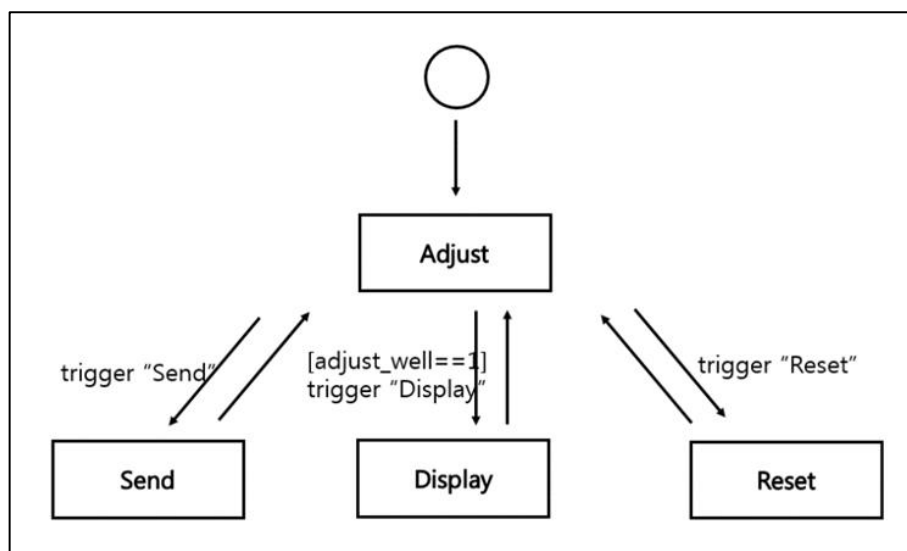 Adjust
trigger “Send”
[adjust_well==1]
trigger “Display”
trigger “Reset”
Send
Display
Reset